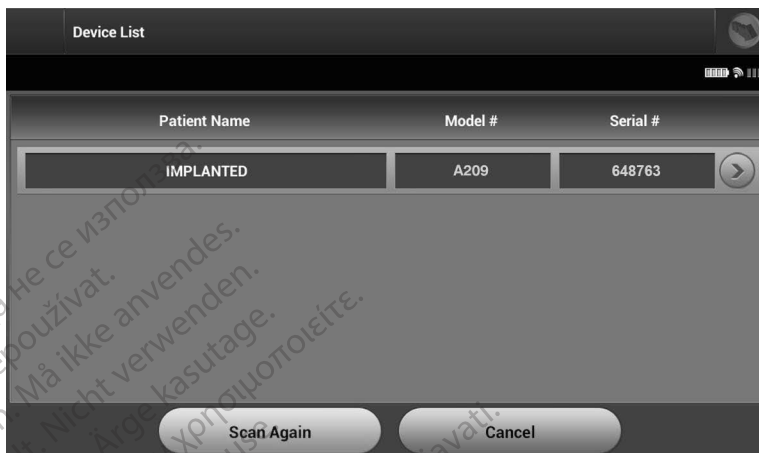 Device List
Patient Name Model # Serial #
IMPLANTED A209 648763
Scan Again Cancel
не се използва.
používat.
Må ikke anvendes.
Nicht verwenden.
Ärge kasutage.
χρησιμοποιείτε.
use.